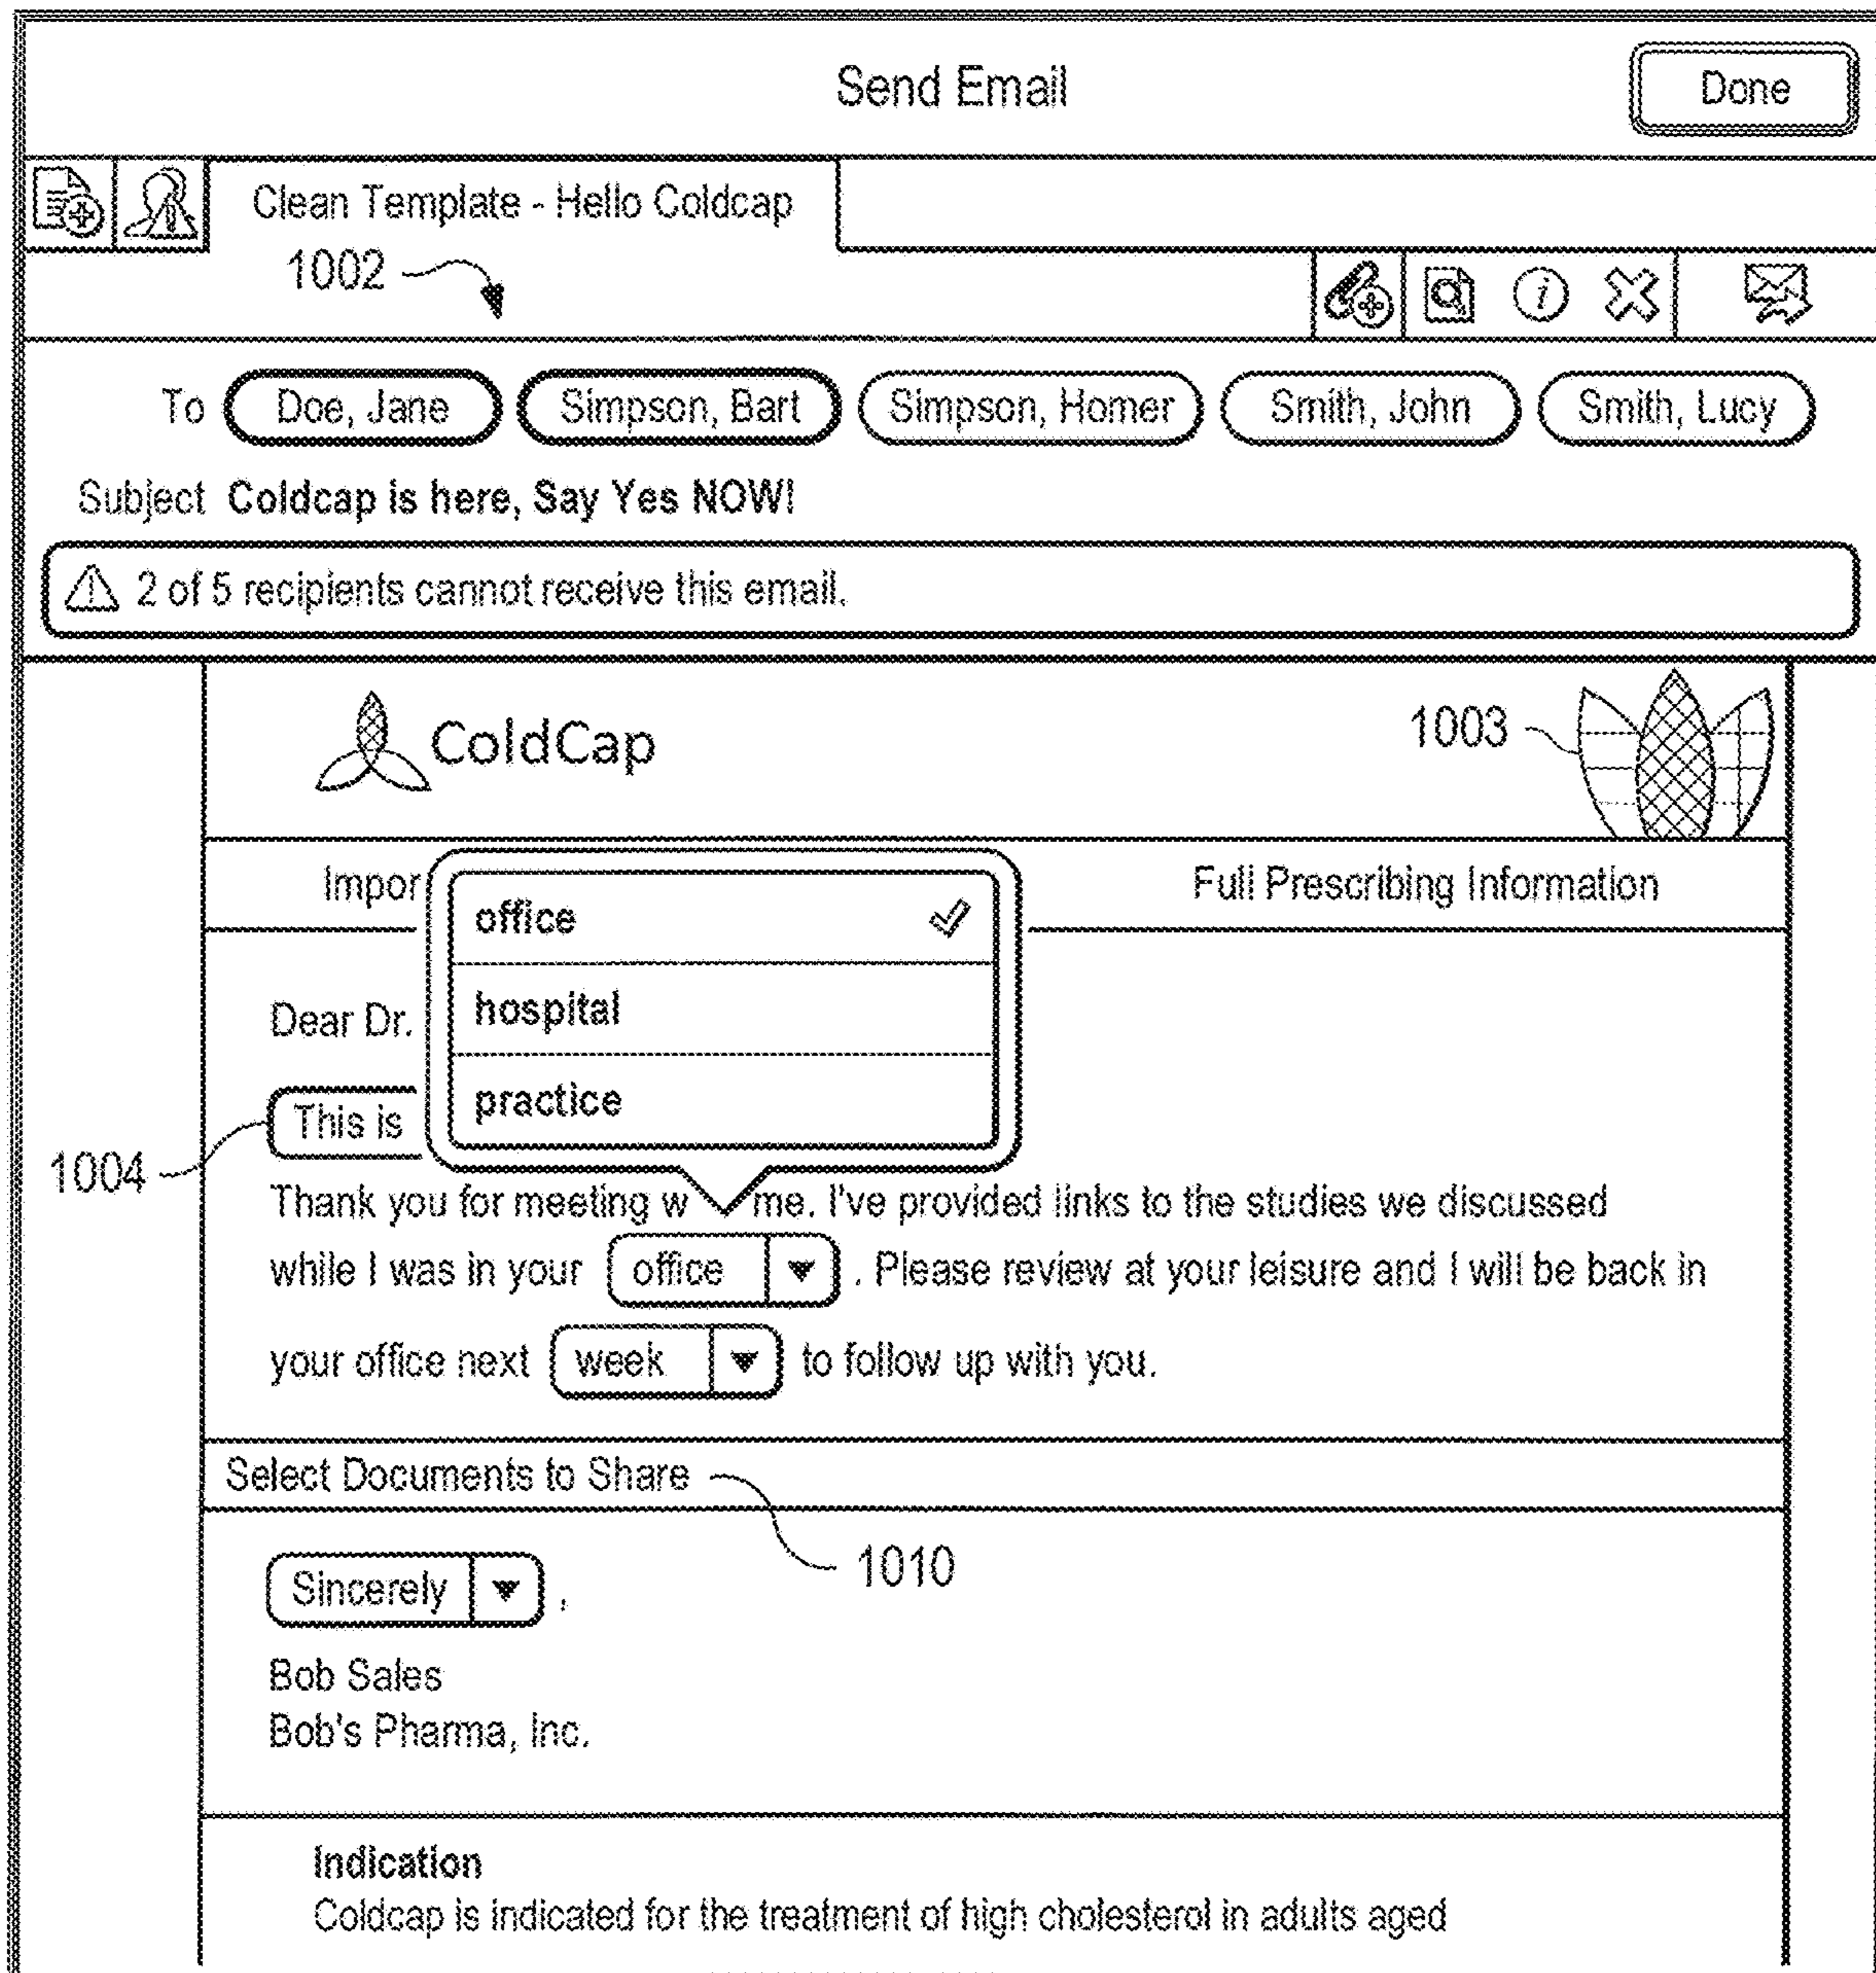 Send Email
Done
Clean Template - Hello Coldcap
1002
To Doe, Jane Simpson, Bart Simpson, Homer Smith, John Smith, Lucy
Subject Coldcap is here, Say Yes NOW!
2 of 5 recipients cannot receive this email.
ColdCap
1003
Impor
Full Prescribing Information
office
hospital
practice
Dear Dr.
This is
1004
Thank you for meeting w me. I've provided links to the studies we discussed
while I was in your office . Please review at your leisure and I will be back in
your office next week to follow up with you.
Select Documents to Share
1010
Sincerely ,
Bob Sales
Bob's Pharma, Inc.
Indication
Coldcap is indicated for the treatment of high cholesterol in adults aged